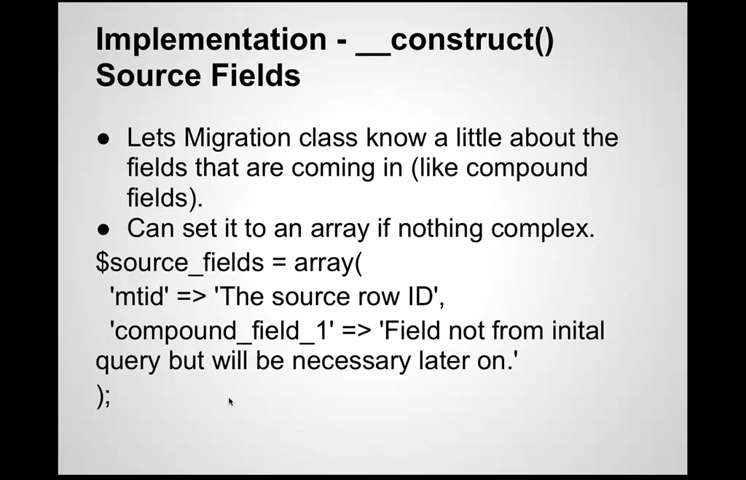 Implementation - __construct()
Source Fields
● Lets Migration class know a little about the
fields that are coming in (like compound
fields).
● Can set it to an array if nothing complex.
$source_fields = array(
'mtid' => 'The source row ID',
'compound_field_1' => 'Field not from inital
query but will be necessary later on.'
);